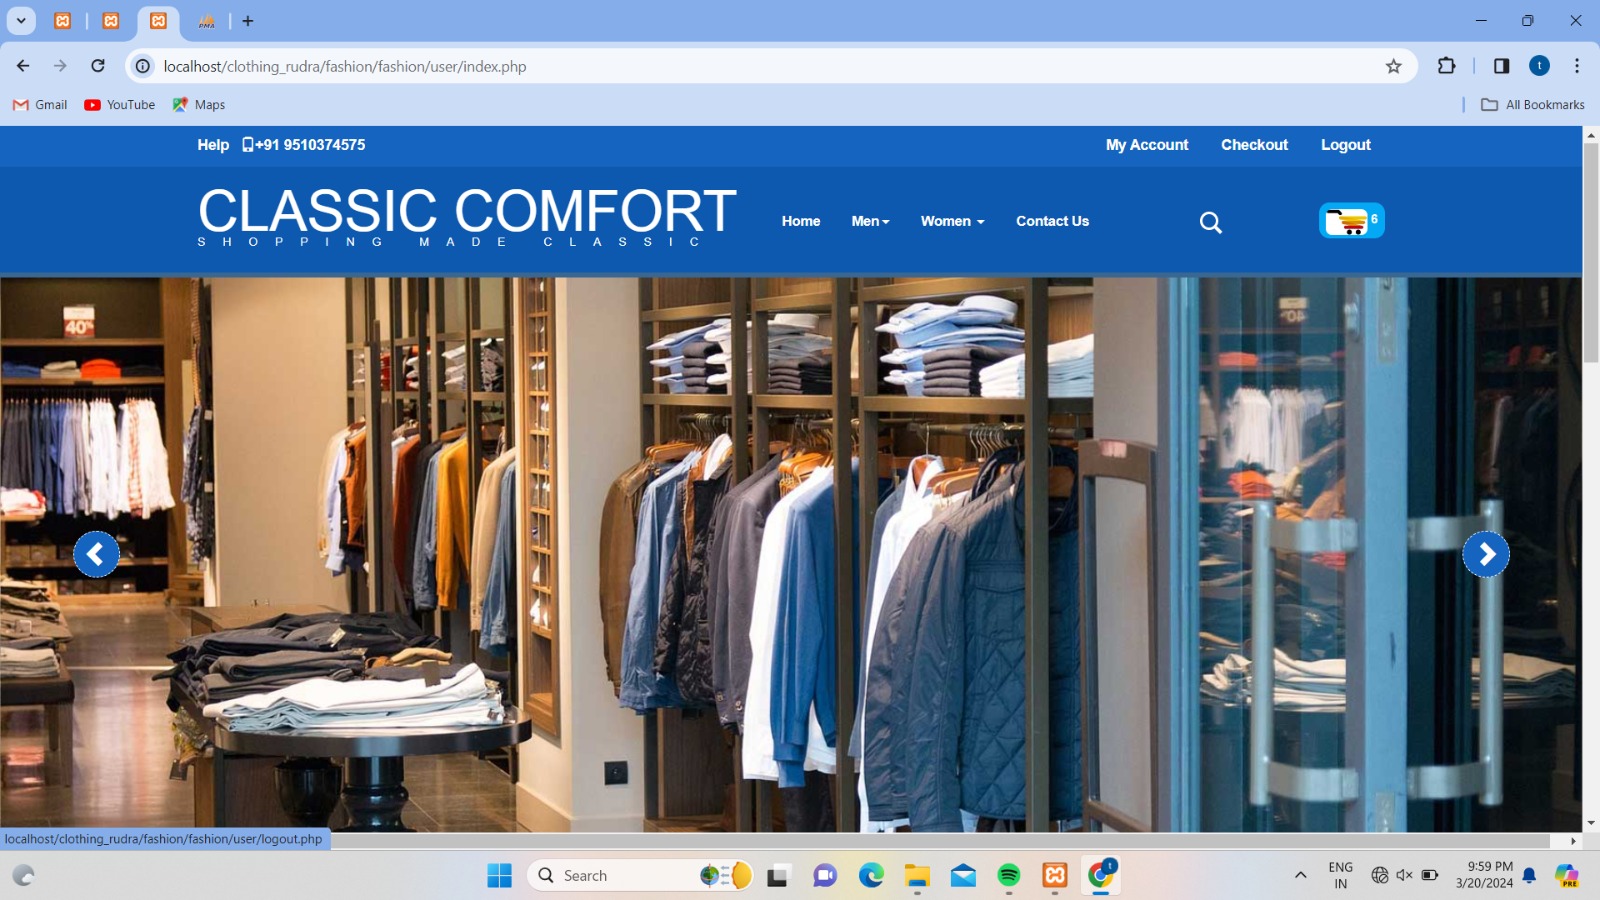 localhost/clothing_rudra/fashion/fashion/user/index.php
Gmail YouTube Maps All Bookmarks
Help +91 9510374575 My Account Checkout Logout
CLASSIC COMFORT
SHOPPING MADE CLASSIC
Home Men Women Contact Us 6
40%
localhost/clothing_rudra/fashion/fashion/user/logout.php
Search
ENG
IN
9:59 PM
3/20/2024
t
t
PMA
PRE